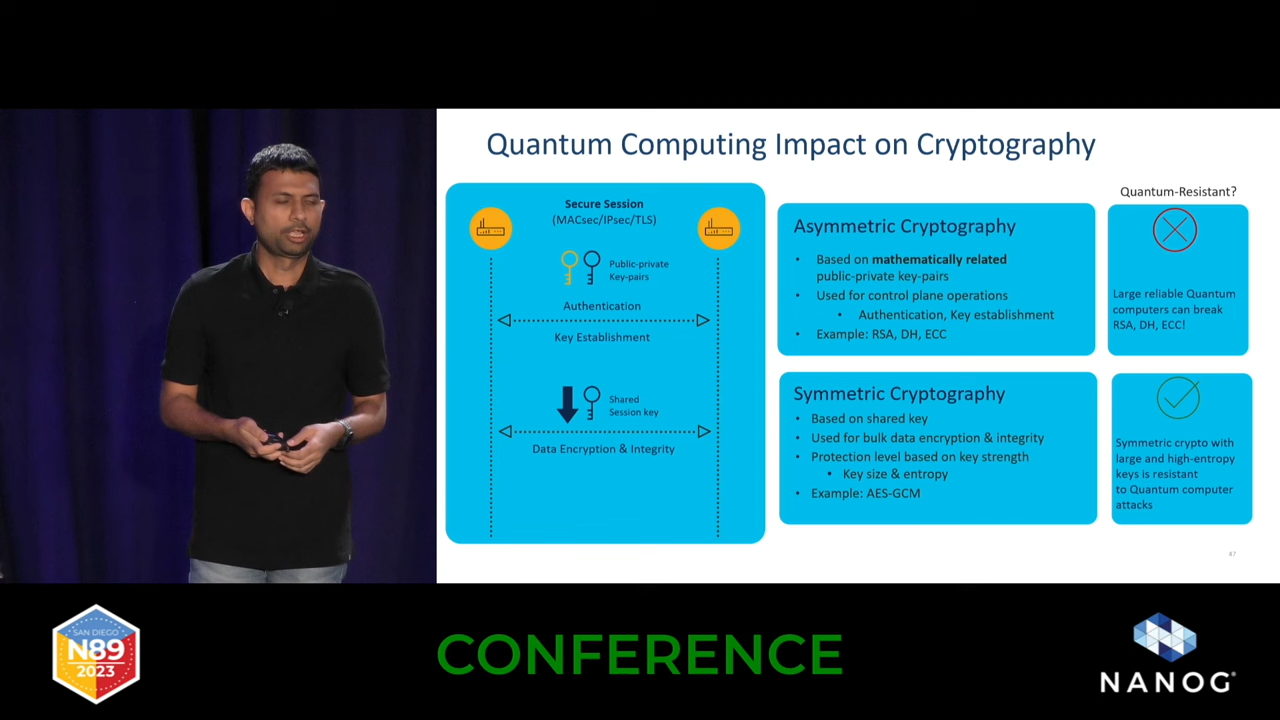 Quantum Computing Impact on Cryptography
Secure Session
(MACsec/IPsec/TLS)
Public-private
Key-pairs
Authentication
Key Establishment
Shared
Session key
Data Encryption & Integrity
Asymmetric Cryptography
• Based on mathematically related
public-private key-pairs
• Used for control plane operations
• Authentication, Key establishment
• Example: RSA, DH, ECC
Symmetric Cryptography
• Based on shared key
• Used for bulk data encryption & integrity
• Protection level based on key strength
• Key size & entropy
• Example: AES-GCM
Quantum-Resistant?
Large reliable Quantum
computers can break
RSA, DH, ECC!
Symmetric crypto with
large and high-entropy
keys is resistant
to Quantum computer
attacks
47
SAN DIEGO
N89
2023
CONFERENCE
NANOG®